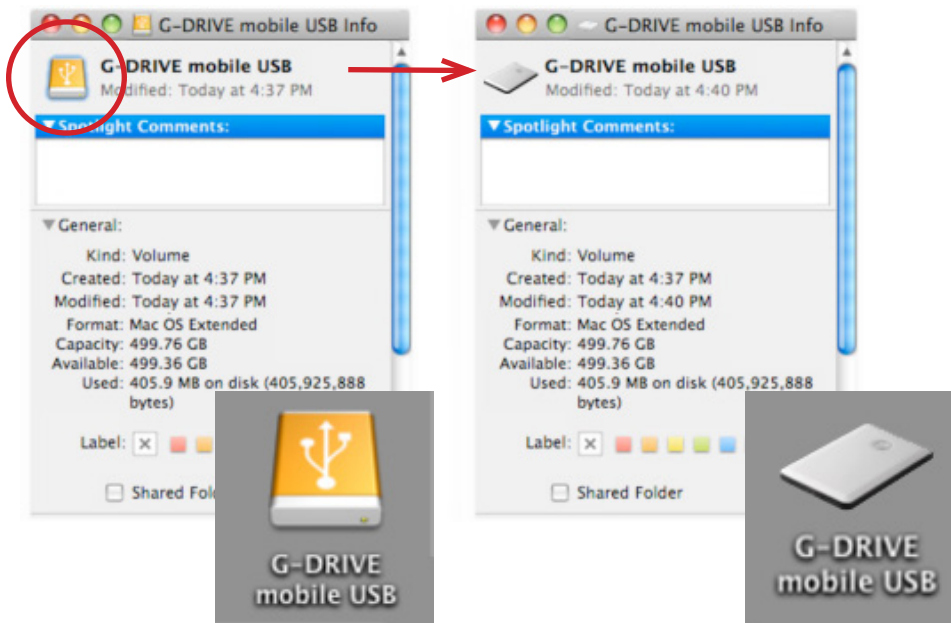 G-DRIVE mobile USB Info
G-DRIVE mobile USB
Modified: Today at 4:37 PM
Spotlight Comments:
General:
Kind: Volume
Created: Today at 4:37 PM
Modified: Today at 4:37 PM
Format: Mac OS Extended
Capacity: 499.76 GB
Available: 499.36 GB
Used: 405.9 MB on disk (405,925,888
bytes)
Label:
Shared Fol
G-DRIVE
mobile USB
G-DRIVE mobile USB Info
G-DRIVE mobile USB
Modified: Today at 4:40 PM
Spotlight Comments:
General:
Kind: Volume
Created: Today at 4:37 PM
Modified: Today at 4:40 PM
Format: Mac OS Extended
Capacity: 499.76 GB
Available: 499.36 GB
Used: 405.9 MB on disk (405,925,888
bytes)
Label:
Shared Folder
G-DRIVE
mobile USB